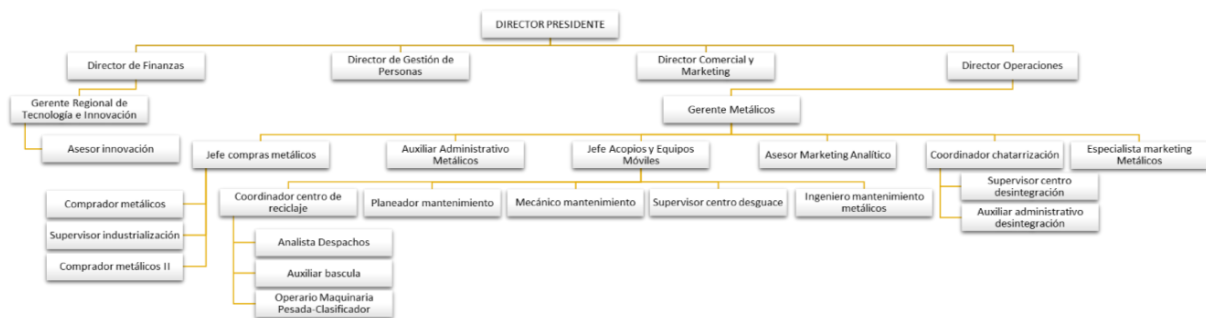 DIRECTOR PRESIDENTE
Director de Finanzas
Director de Gestión de
Personas
Director Comercial y
Marketing
Director Operaciones
Gerente Regional de
Tecnología e Innovación
Gerente Metálicos
Asesor innovación
Jefe compras metálicos
Auxiliar Administrativo
Metálicos
Jefe Acopios y Equipos
Móviles
Asesor Marketing Analítico
Coordinador chatarrización
Especialista marketing
Metálicos
Comprador metálicos
Supervisor industrialización
Comprador metálicos II
Coordinador centro de
reciclaje
Planeador mantenimiento
Mecánico mantenimiento
Supervisor centro desguace
Ingeniero mantenimiento
metálicos
Supervisor centro
desintegración
Auxiliar administrativo
desintegración
Analista Despachos
Auxiliar bascula
Operario Maquinaria
Pesada-Clasificador